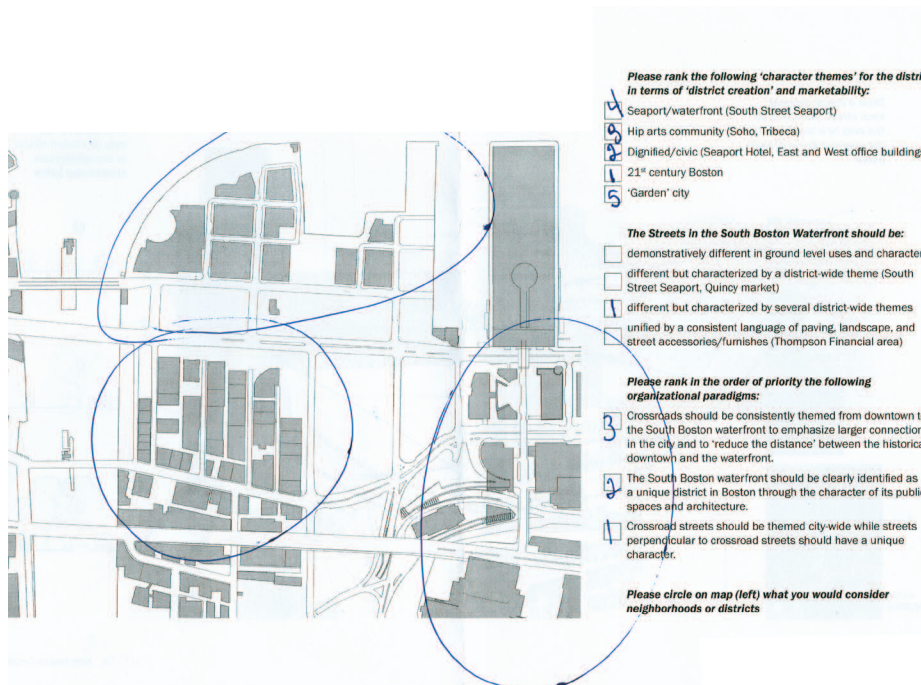 Please rank the following 'character themes' for the distri
in terms of 'district creation' and marketability:
4 Seaport/waterfront (South Street Seaport)
3 Hip arts community (Soho, Tribeca)
2 Dignified/civic (Seaport Hotel, East and West office building
1 21st century Boston
5 'Garden' city
The Streets in the South Boston Waterfront should be:
demonstratively different in ground level uses and character
different but characterized by a district-wide theme (South
Street Seaport, Quincy market)
1 different but characterized by several district-wide themes
unified by a consistent language of paving, landscape, and
street accessories/furnishes (Thompson Financial area)
Please rank in the order of priority the following
organizational paradigms:
3 Crossroads should be consistently themed from downtown t
the South Boston waterfront to emphasize larger connection
in the city and to 'reduce the distance' between the historica
downtown and the waterfront.
2 The South Boston waterfront should be clearly identified as
a unique district in Boston through the character of its publi
spaces and architecture.
1 Crossroad streets should be themed city-wide while streets
perpendicular to crossroad streets should have a unique
character.
Please circle on map (left) what you would consider
neighborhoods or districts